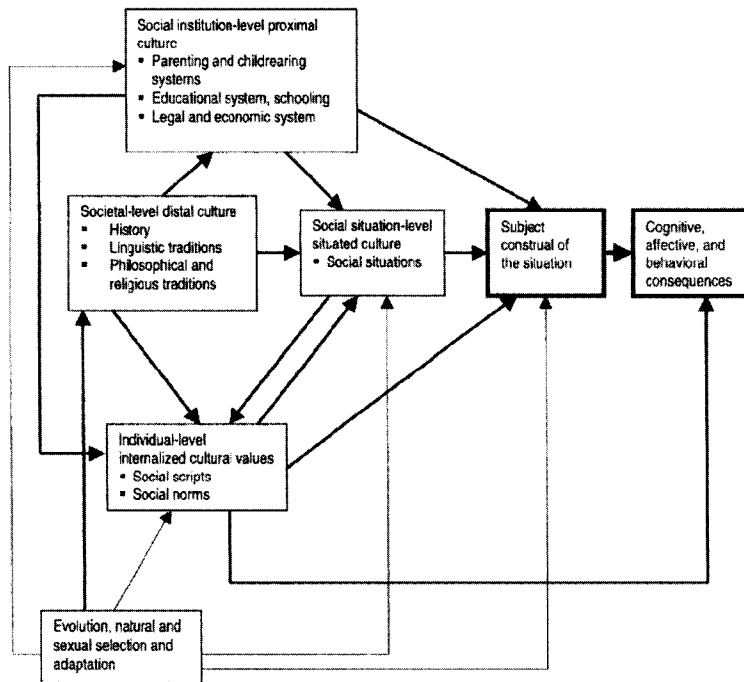 Social institution-level proximal
culture
▪ Parenting and childrearing
systems
▪ Educational system, schooling
▪ Legal and economic system
Societal-level distal culture
▪ History
▪ Linguistic traditions
▪ Philosophical and
religious traditions
Social situation-level
situated culture
• Social situations
Subject
construal of
the situation
Cognitive,
affective, and
behavioral
consequences
Individual-level
internalized cultural values
▪ Social scripts
▪ Social norms
Evolution, natural and
sexual selection and
adaptation